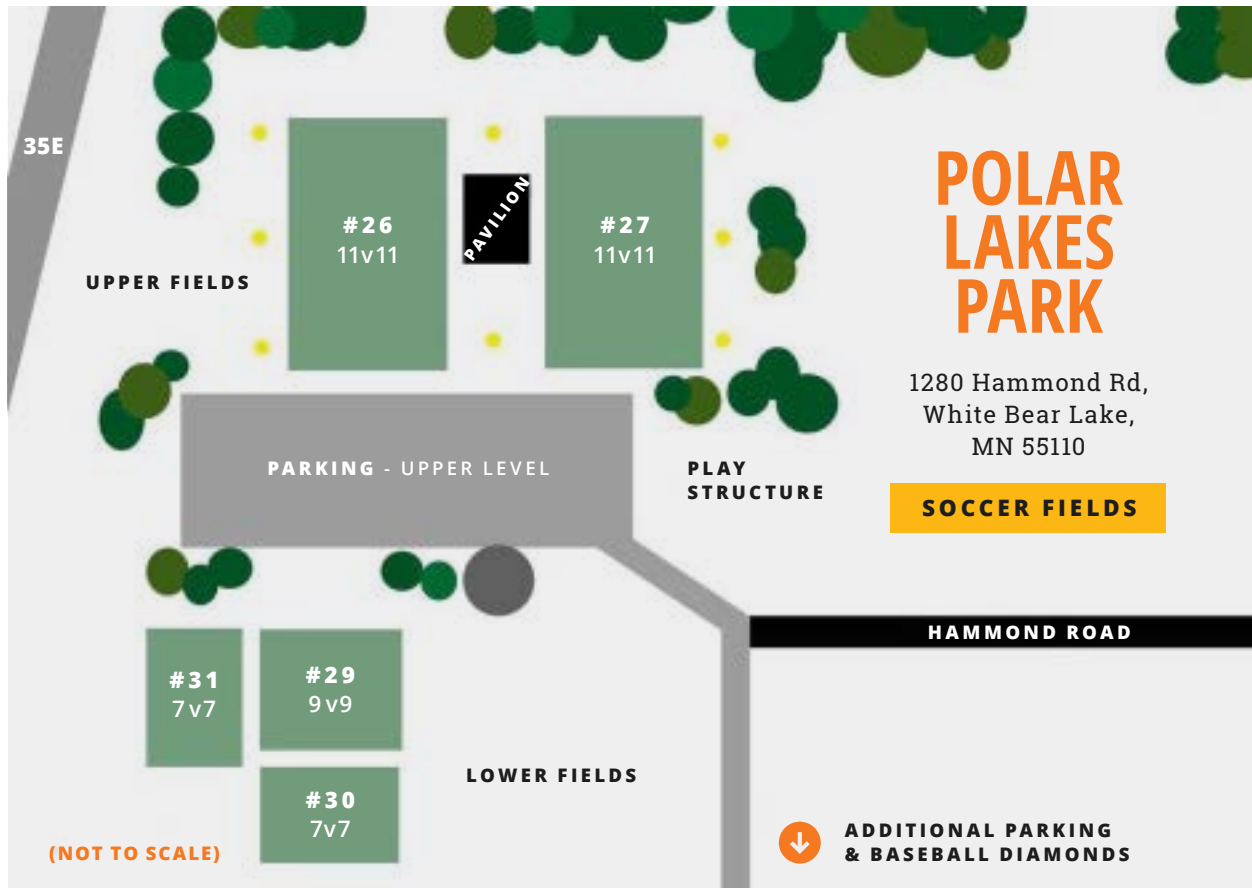 35E
#26
11v11
PAVILION
#27
11v11
UPPER FIELDS
POLAR
LAKES
PARK
1280 Hammond Rd,
White Bear Lake,
MN 55110
SOCCER FIELDS
PARKING - UPPER LEVEL
PLAY
STRUCTURE
HAMMOND ROAD
#31
7v7
#29
9v9
#30
7v7
LOWER FIELDS
(NOT TO SCALE)
ADDITIONAL PARKING
& BASEBALL DIAMONDS